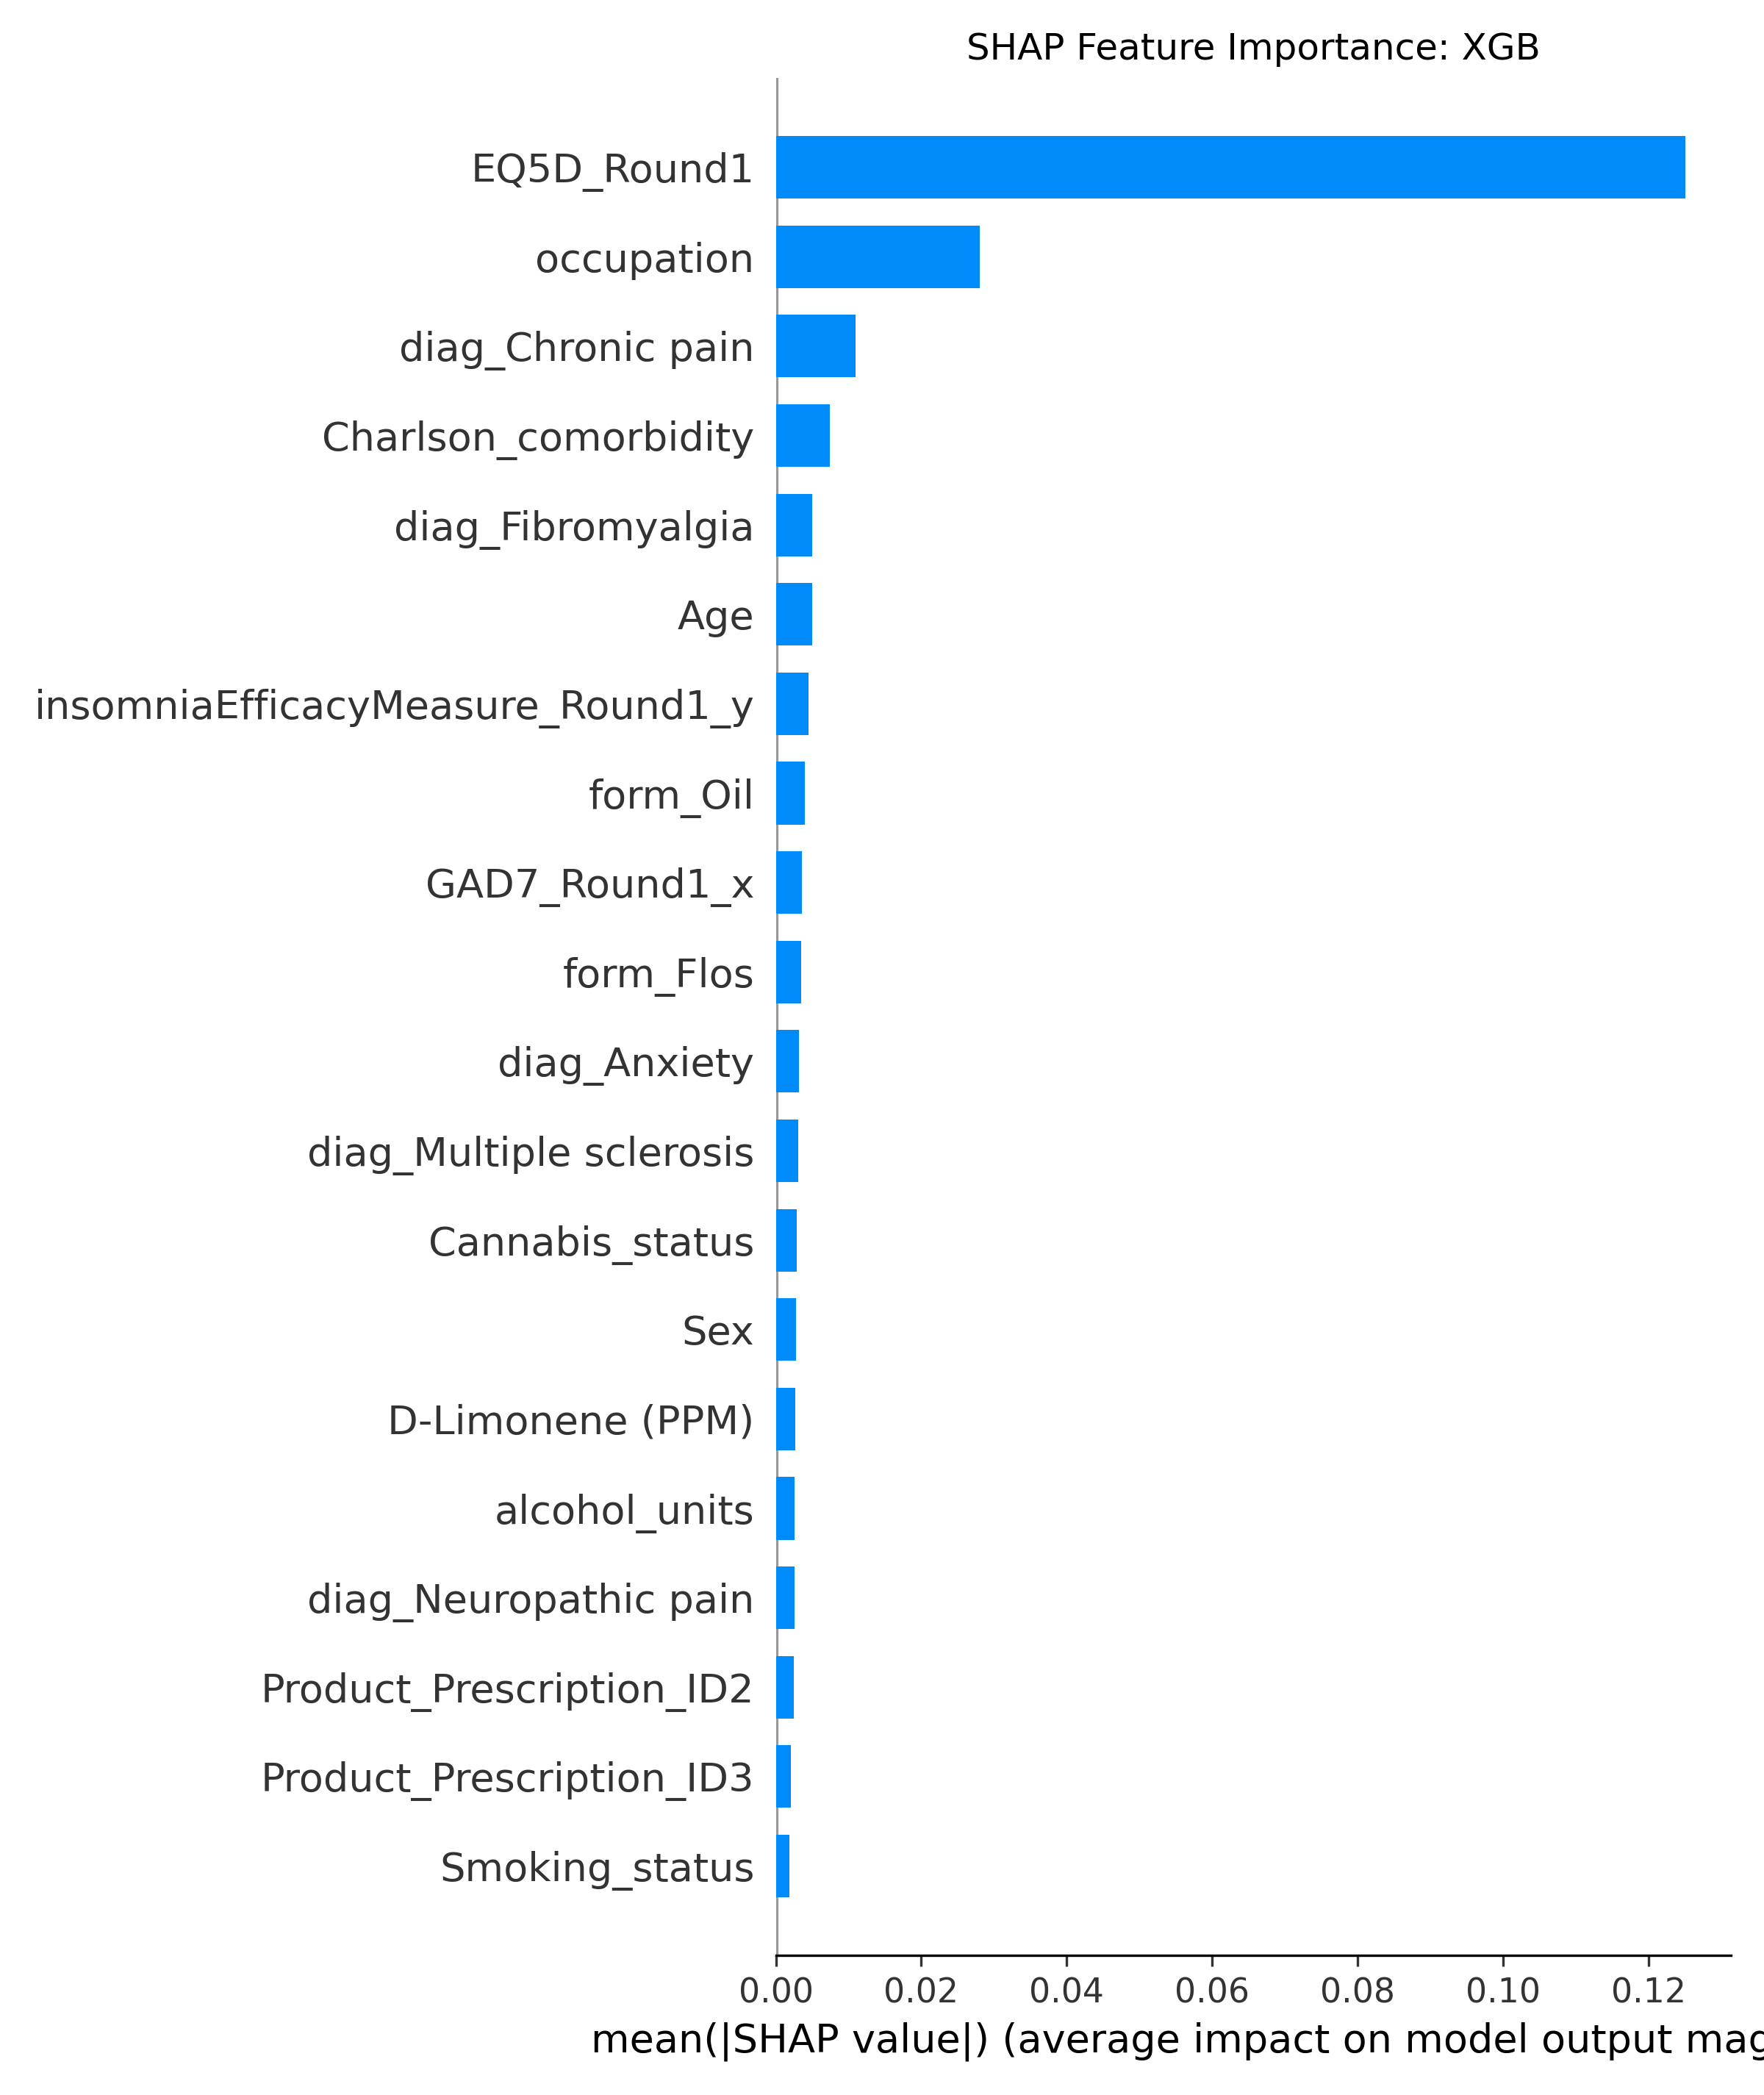 SHAP Feature Importance: XGB
EQ5D_Round1
occupation
diag_Chronic pain
Charlson_comorbidity
diag_Fibromyalgia
Age
insomniaEfficacyMeasure_Round1_y
form_Oil
GAD7_Round1_x
form_Flos
diag_Anxiety
diag_Multiple sclerosis
Cannabis_status
Sex
D-Limonene (PPM)
alcohol_units
diag_Neuropathic pain
Product_Prescription_ID2
Product_Prescription_ID3
Smoking_status
0.00 0.02 0.04 0.06 0.08 0.10 0.12
mean(|SHAP value|) (average impact on model output mag